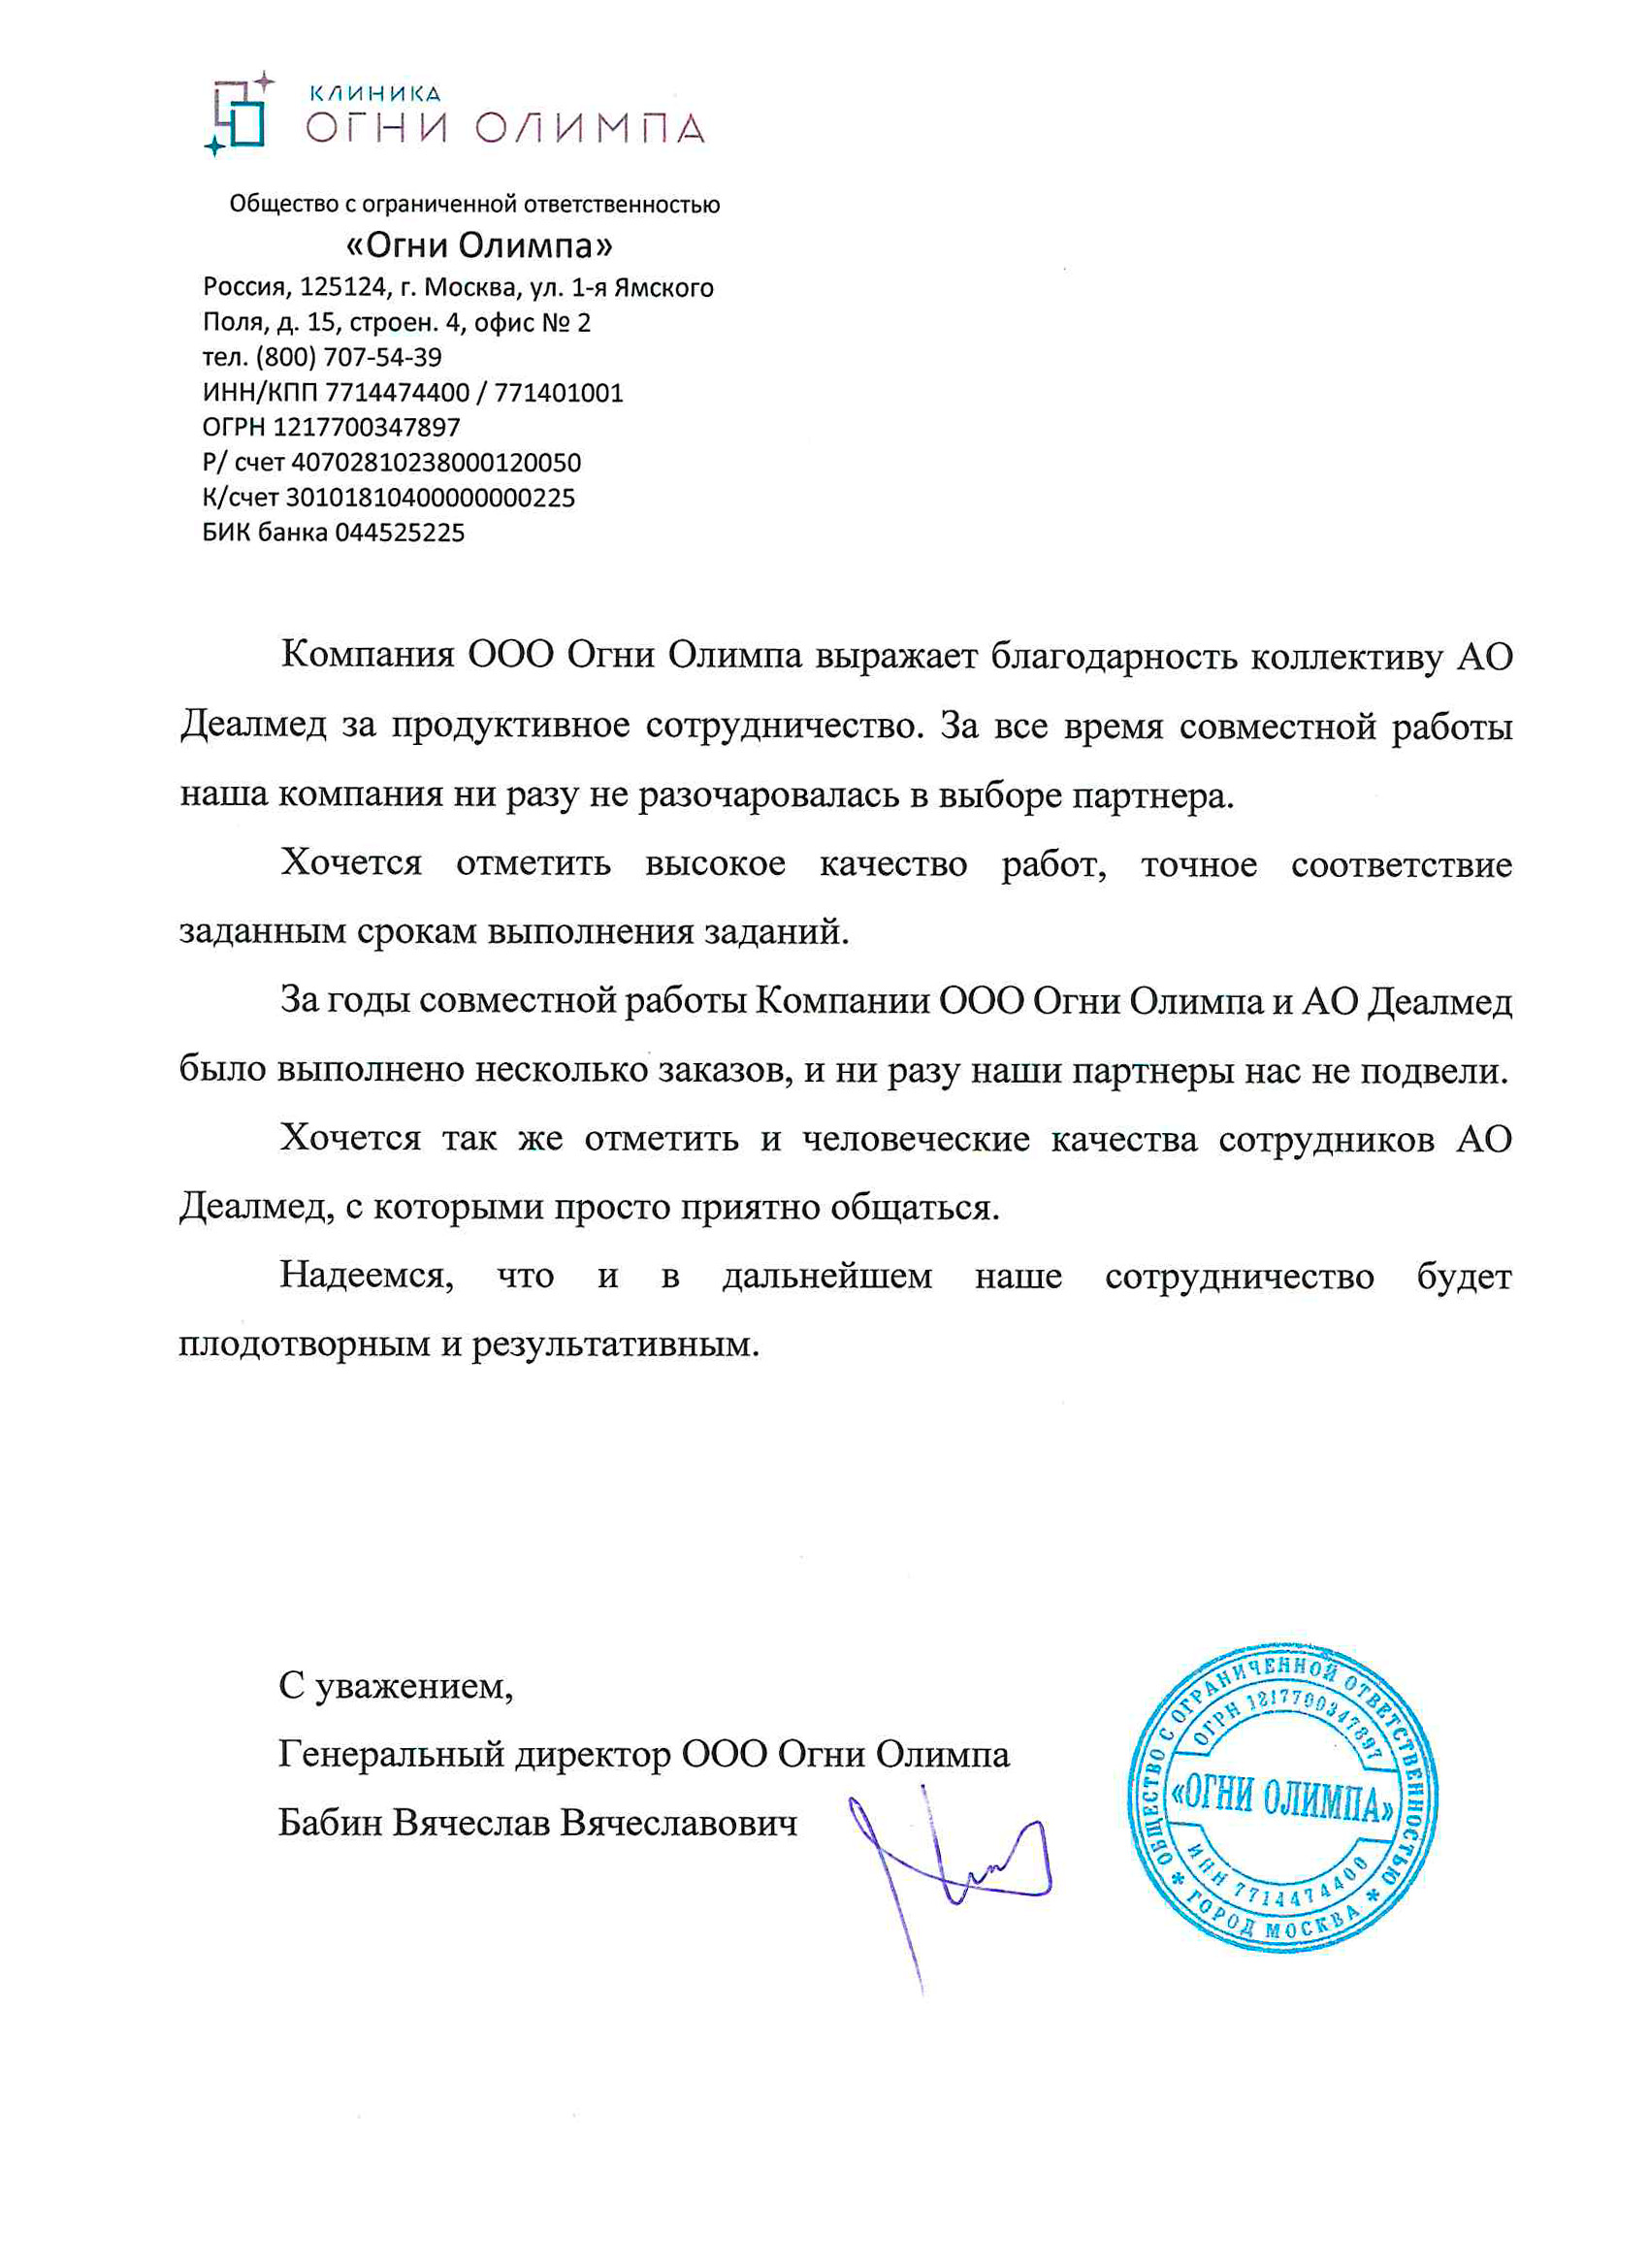 КЛИНИКА
ОГНИ ОЛИМПА
Общество с ограниченной ответственностью
«Огни Олимпа»
Россия, 125124, г. Москва, ул. 1-я Ямского
Поля, д. 15, строен. 4, офис № 2
тел. (800) 707-54-39
ИНН/КПП 7714474400 / 771401001
ОГРН 1217700347897
Р/ счет 40702810238000120050
К/счет 30101810400000000225
БИК банка 044525225
Компания ООО Огни Олимпа выражает благодарность коллективу АО
Деалмед за продуктивное сотрудничество. За все время совместной работы
наша компания ни разу не разочаровалась в выборе партнера.
Хочется отметить высокое качество работ, точное соответствие
заданным срокам выполнения заданий.
За годы совместной работы Компании ООО Огни Олимпа и АО Деалмед
было выполнено несколько заказов, и ни разу наши партнеры нас не подвели.
Хочется так же отметить и человеческие качества сотрудников АО
Деалмед, с которыми просто приятно общаться.
Надеемся, что и в дальнейшем наше сотрудничество будет
плодотворным и результативным.
С уважением,
Генеральный директор ООО Огни Олимпа
Бабин Вячеслав Вячеславович
ОБЩЕСТВО С ОГРАНИЧЕННОЙ ОТВЕТСТВЕННОСТЬЮ
ОГРН 1217700347897
«ОГНИ ОЛИМПА»
ИНН 7714474400
* ГОРОД МОСКВА *